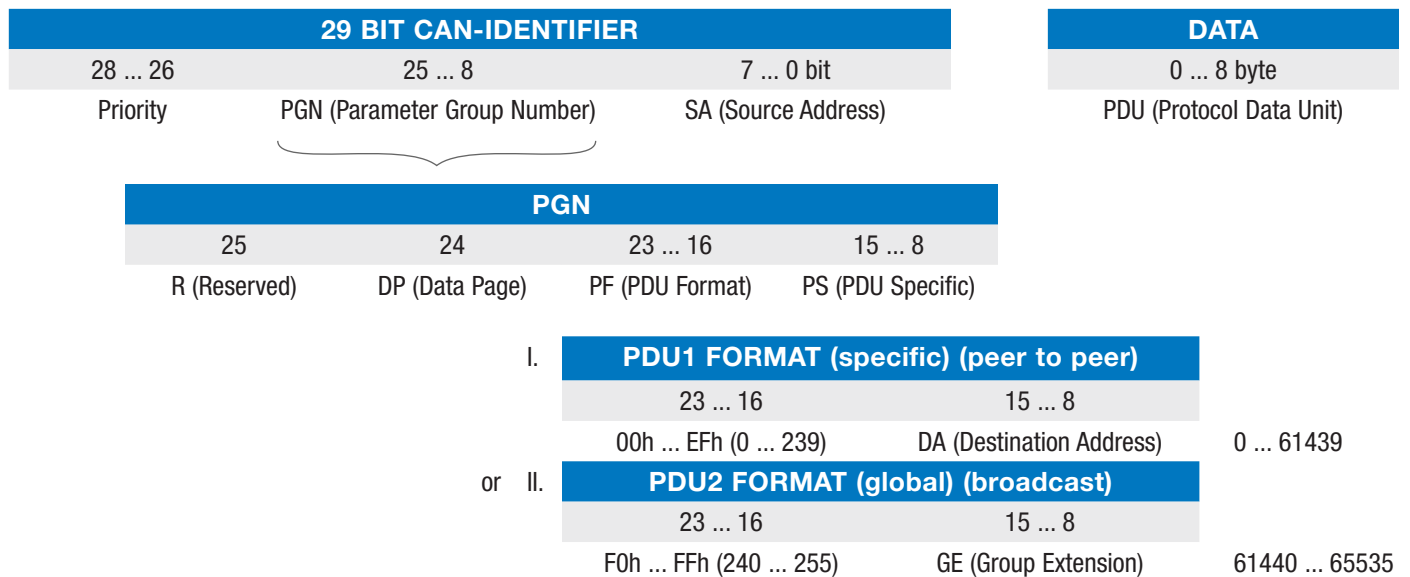 29 BIT CAN-IDENTIFIER DATA
28 ... 26 25 ... 8 7 ... 0 bit 0 ... 8 byte
Priority PGN (Parameter Group Number) SA (Source Address) PDU (Protocol Data Unit)
PGN
25 24 23 ... 16 15 ... 8
R (Reserved) DP (Data Page) PF (PDU Format) PS (PDU Specific)
I. PDU1 FORMAT (specific) (peer to peer)
23 ... 16 15 ... 8
00h ... EFh (0 ... 239) DA (Destination Address) 0 ... 61439
or II. PDU2 FORMAT (global) (broadcast)
23 ... 16 15 ... 8
F0h ... FFh (240 ... 255) GE (Group Extension) 61440 ... 65535